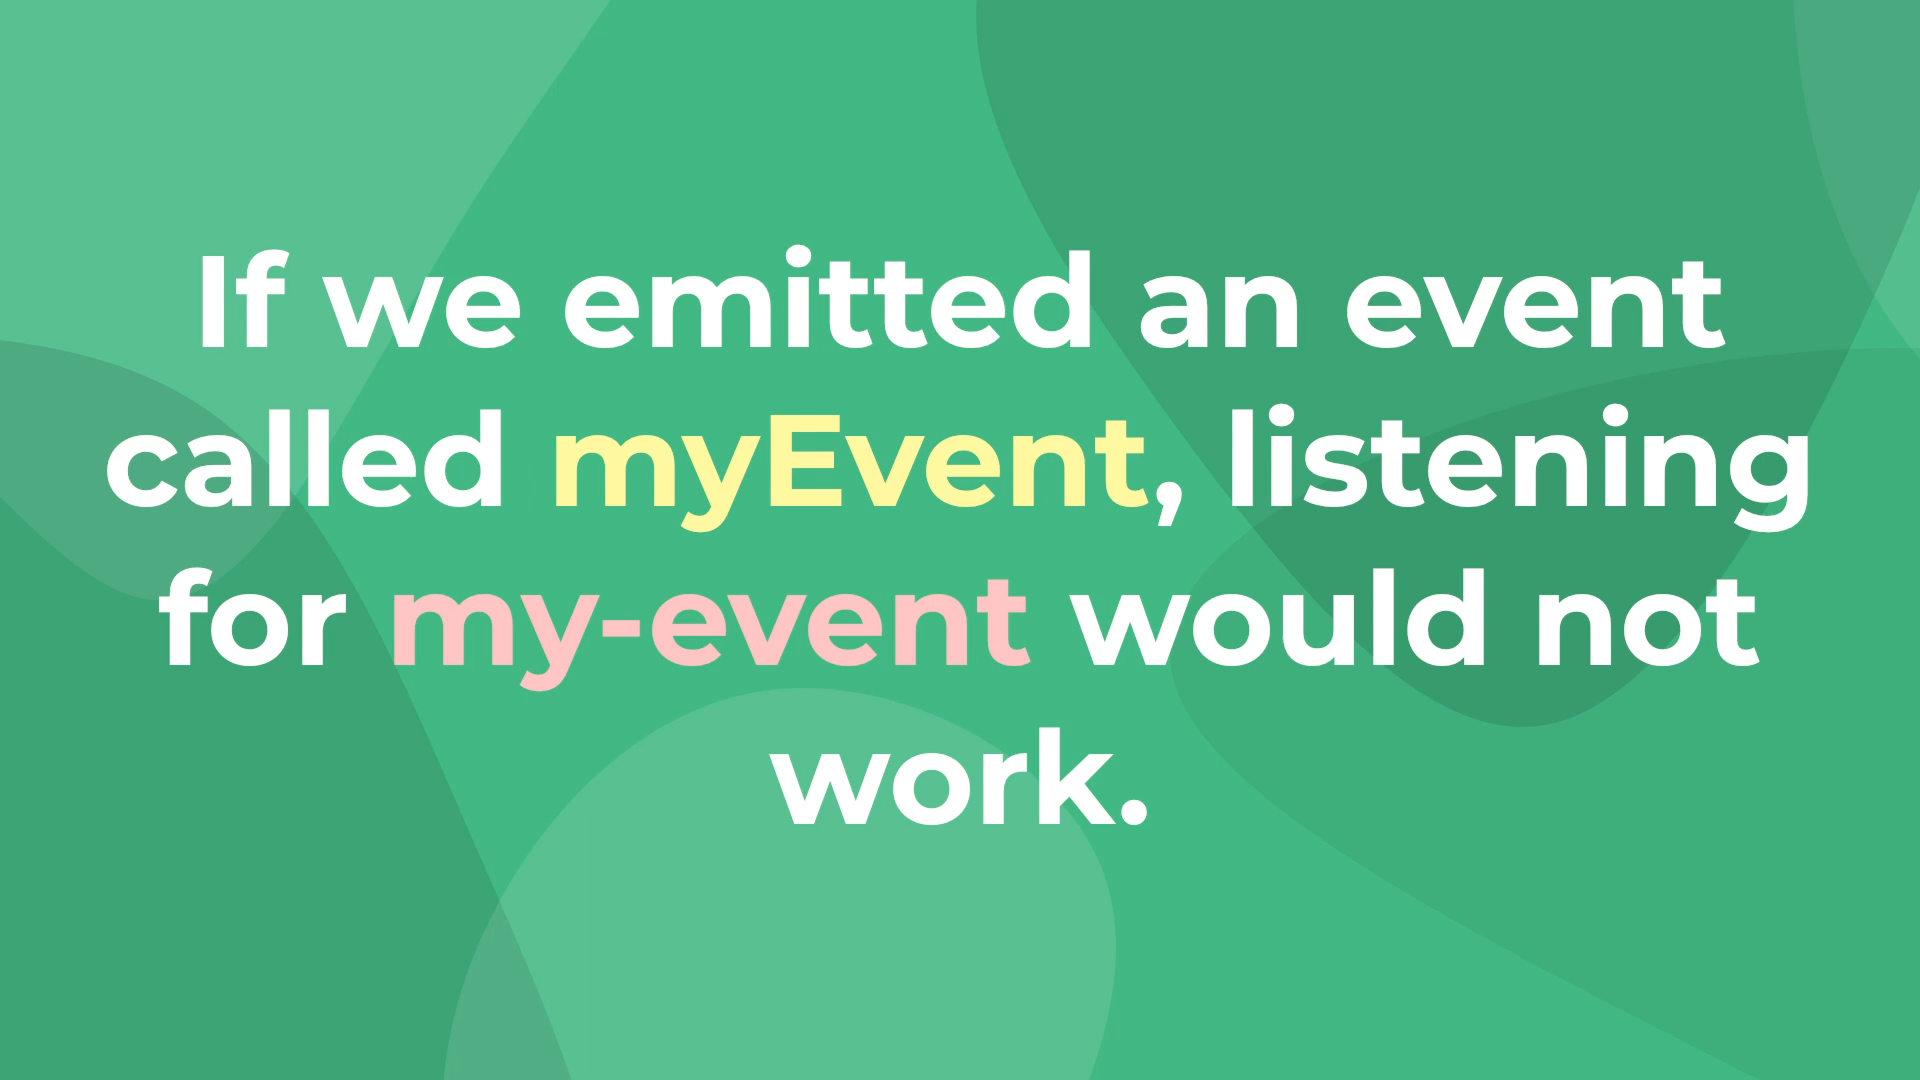 If we emitted an event
called myEvent, listening
for my-event would not
work.